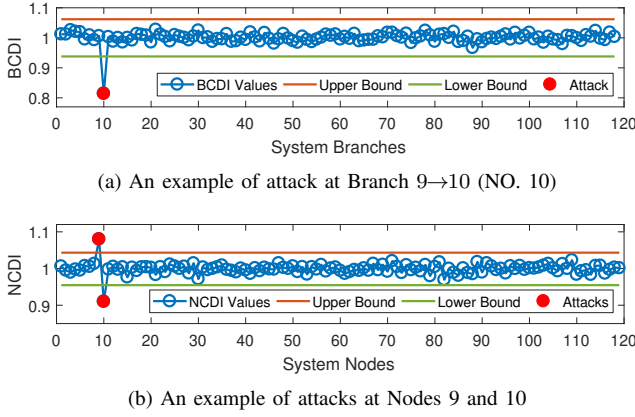 1.1
1
0.9
0.8
BCDI
BCDI Values Upper Bound Lower Bound Attack
0 10 20 30 40 50 60 70 80 90 100 110 120
System Branches
(a) An example of attack at Branch 9→10 (NO. 10)
1.1
1
0.9
NCDI
NCDI Values Upper Bound Lower Bound Attacks
0 10 20 30 40 50 60 70 80 90 100 110 120
System Nodes
(b) An example of attacks at Nodes 9 and 10